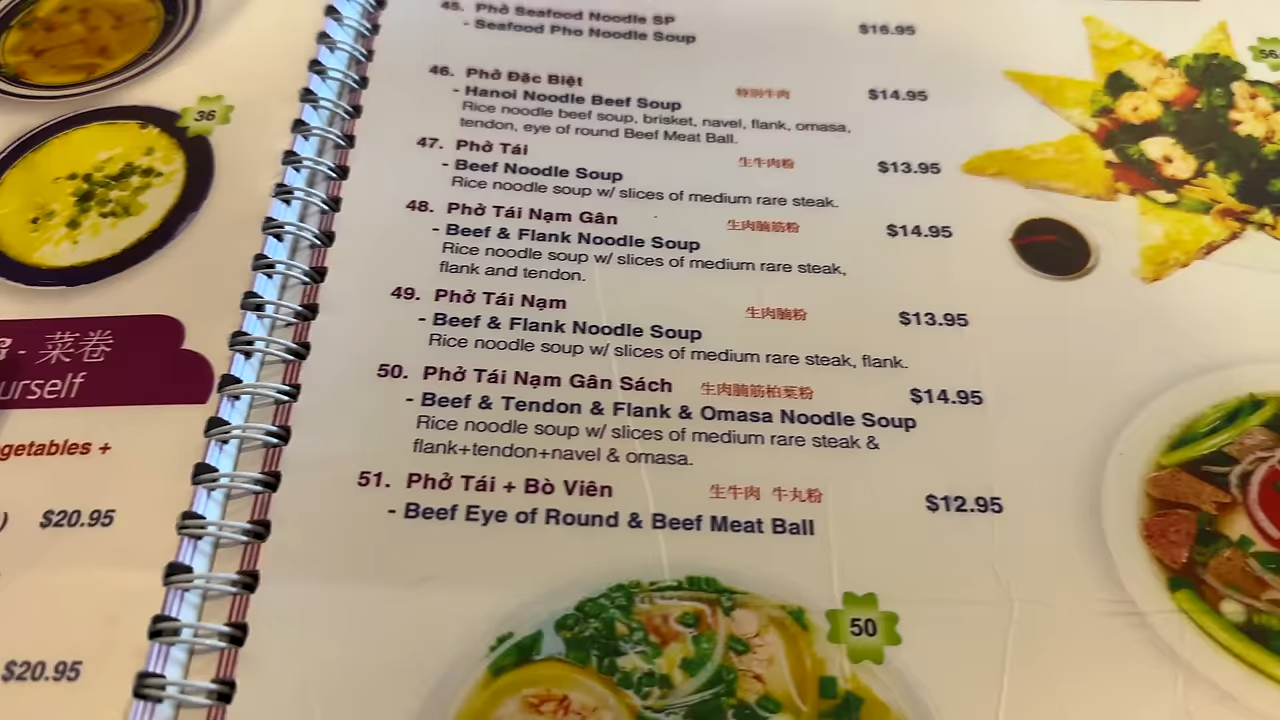 36
- 菜卷
urself
getables +
$20.95
$20.95
45. Phở Seafood Noodle SP
- Seafood Pho Noodle Soup $16.95
46. Phở Đặc Biệt
- Hanoi Noodle Beef Soup 特别牛肉 $14.95
Rice noodle beef soup, brisket, navel, flank, omasa,
tendon, eye of round Beef Meat Ball.
47. Phở Tái
- Beef Noodle Soup 生牛肉粉 $13.95
Rice noodle soup w/ slices of medium rare steak.
48. Phở Tái Nạm Gân 生肉腩筋粉 $14.95
- Beef & Flank Noodle Soup
Rice noodle soup w/ slices of medium rare steak,
flank and tendon.
49. Phở Tái Nạm 生肉腩粉 $13.95
- Beef & Flank Noodle Soup
Rice noodle soup w/ slices of medium rare steak, flank.
50. Phở Tái Nạm Gân Sách 生肉腩筋柏葉粉 $14.95
- Beef & Tendon & Flank & Omasa Noodle Soup
Rice noodle soup w/ slices of medium rare steak &
flank+tendon+navel & omasa.
51. Phở Tái + Bò Viên 生牛肉 牛丸粉 $12.95
- Beef Eye of Round & Beef Meat Ball
50
56